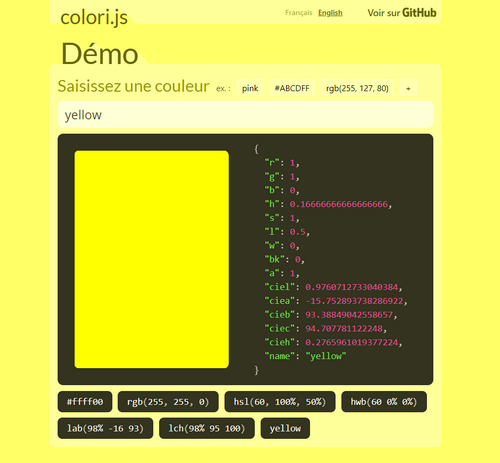 colori.js
Français English Voir sur GitHub
Démo
Saisissez une couleur ex. : pink #ABCDFF rgb(255, 127, 80) +
yellow
{
"r": 1,
"g": 1,
"b": 0,
"h": 0.16666666666666666,
"s": 1,
"l": 0.5,
"w": 0,
"bk": 0,
"a": 1,
"ciel": 0.9760712733040384,
"ciea": -15.752893738286922,
"cieb": 93.38849042558657,
"ciec": 94.707781122248,
"cieh": 0.2765961019377224,
"name": "yellow"
}
#ffff00 rgb(255, 255, 0) hsl(60, 100%, 50%) hwb(60 0% 0%)
lab(98% -16 93) lch(98% 95 100) yellow